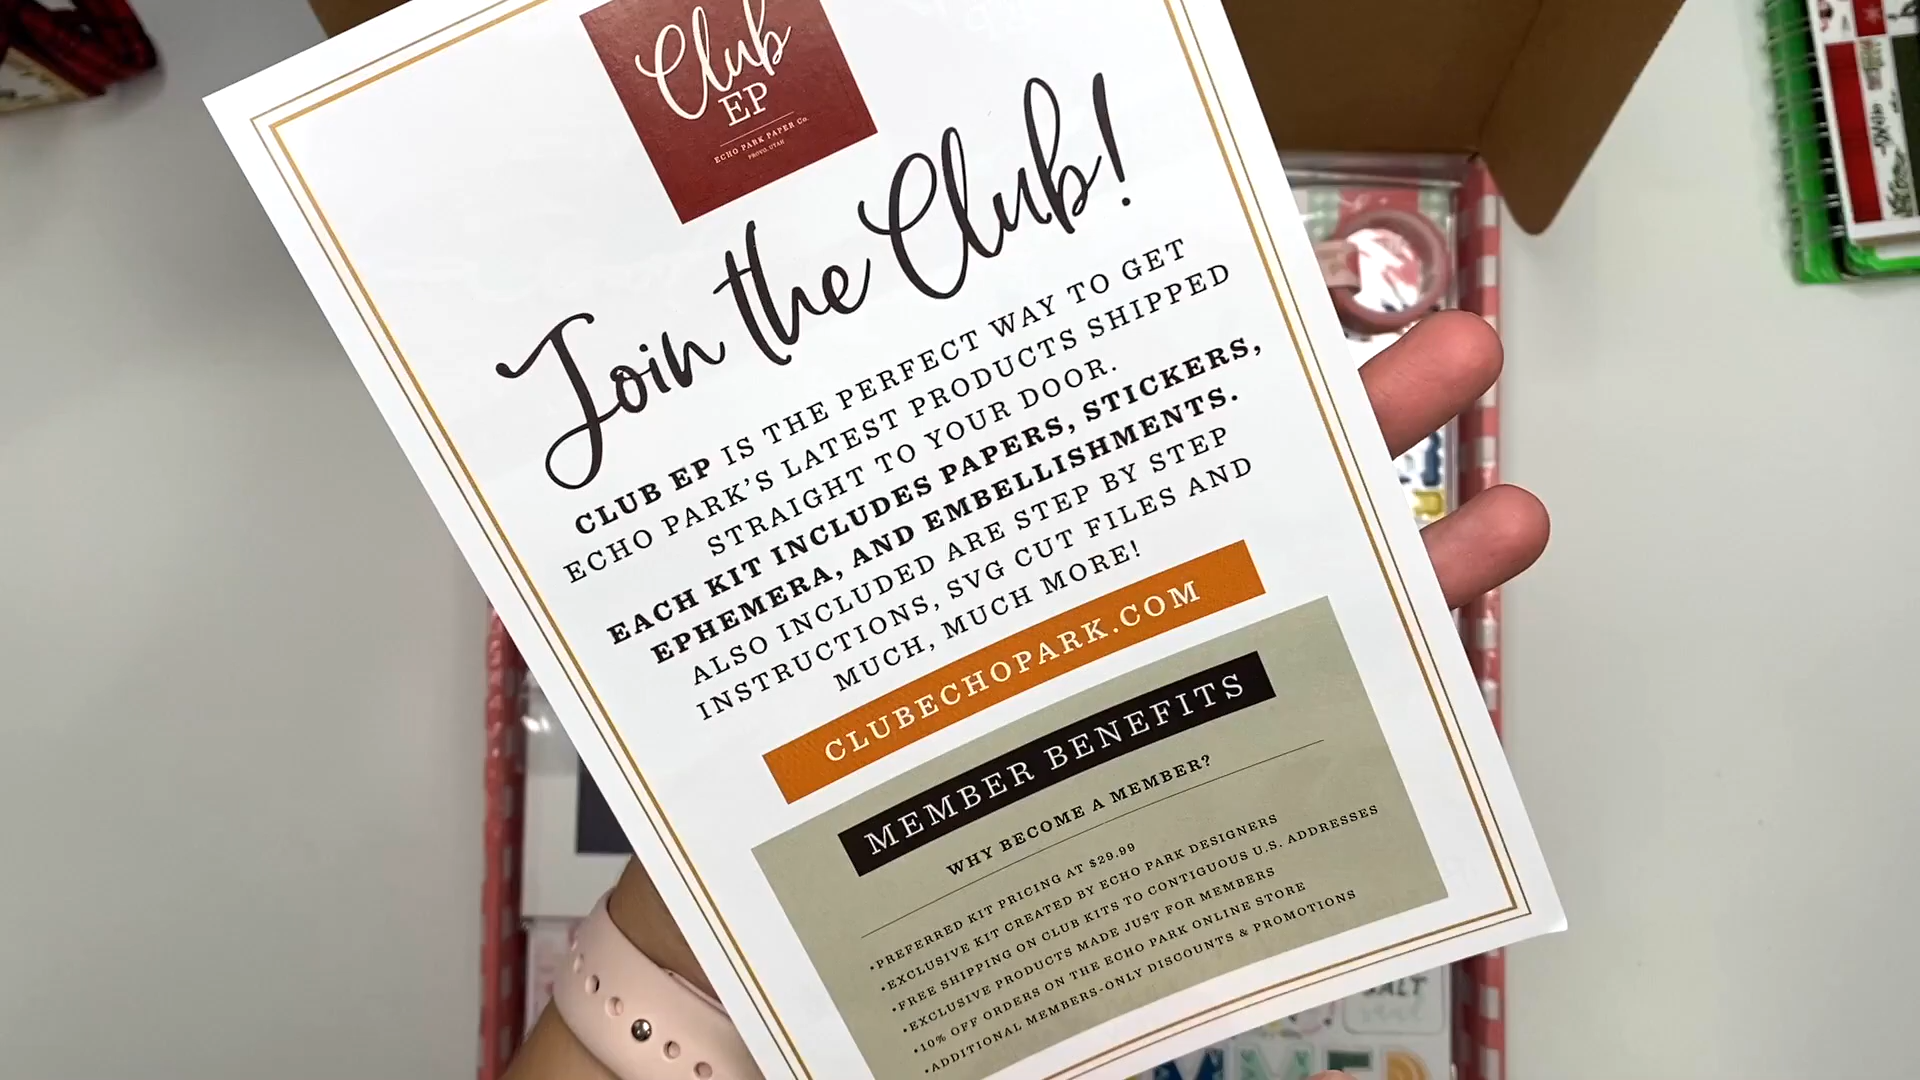 Club
EP
ECHO PARK PAPER Co.
PROVO, UTAH
Join the Club!
CLUB EP IS THE PERFECT WAY TO GET
ECHO PARK'S LATEST PRODUCTS SHIPPED
STRAIGHT TO YOUR DOOR.
EACH KIT INCLUDES PAPERS, STICKERS,
EPHEMERA, AND EMBELLISHMENTS.
ALSO INCLUDED ARE STEP BY STEP
INSTRUCTIONS, SVG CUT FILES AND
MUCH, MUCH MORE!
CLUBECHOPARK.COM
MEMBER BENEFITS
WHY BECOME A MEMBER?
•PREFERRED KIT PRICING AT $29.99
•EXCLUSIVE KIT CREATED BY ECHO PARK DESIGNERS
•FREE SHIPPING ON CLUB KITS TO CONTIGUOUS U.S. ADDRESSES
•EXCLUSIVE PRODUCTS MADE JUST FOR MEMBERS
•10% OFF ORDERS ON THE ECHO PARK ONLINE STORE
•ADDITIONAL MEMBERS-ONLY DISCOUNTS & PROMOTIONS
SALT